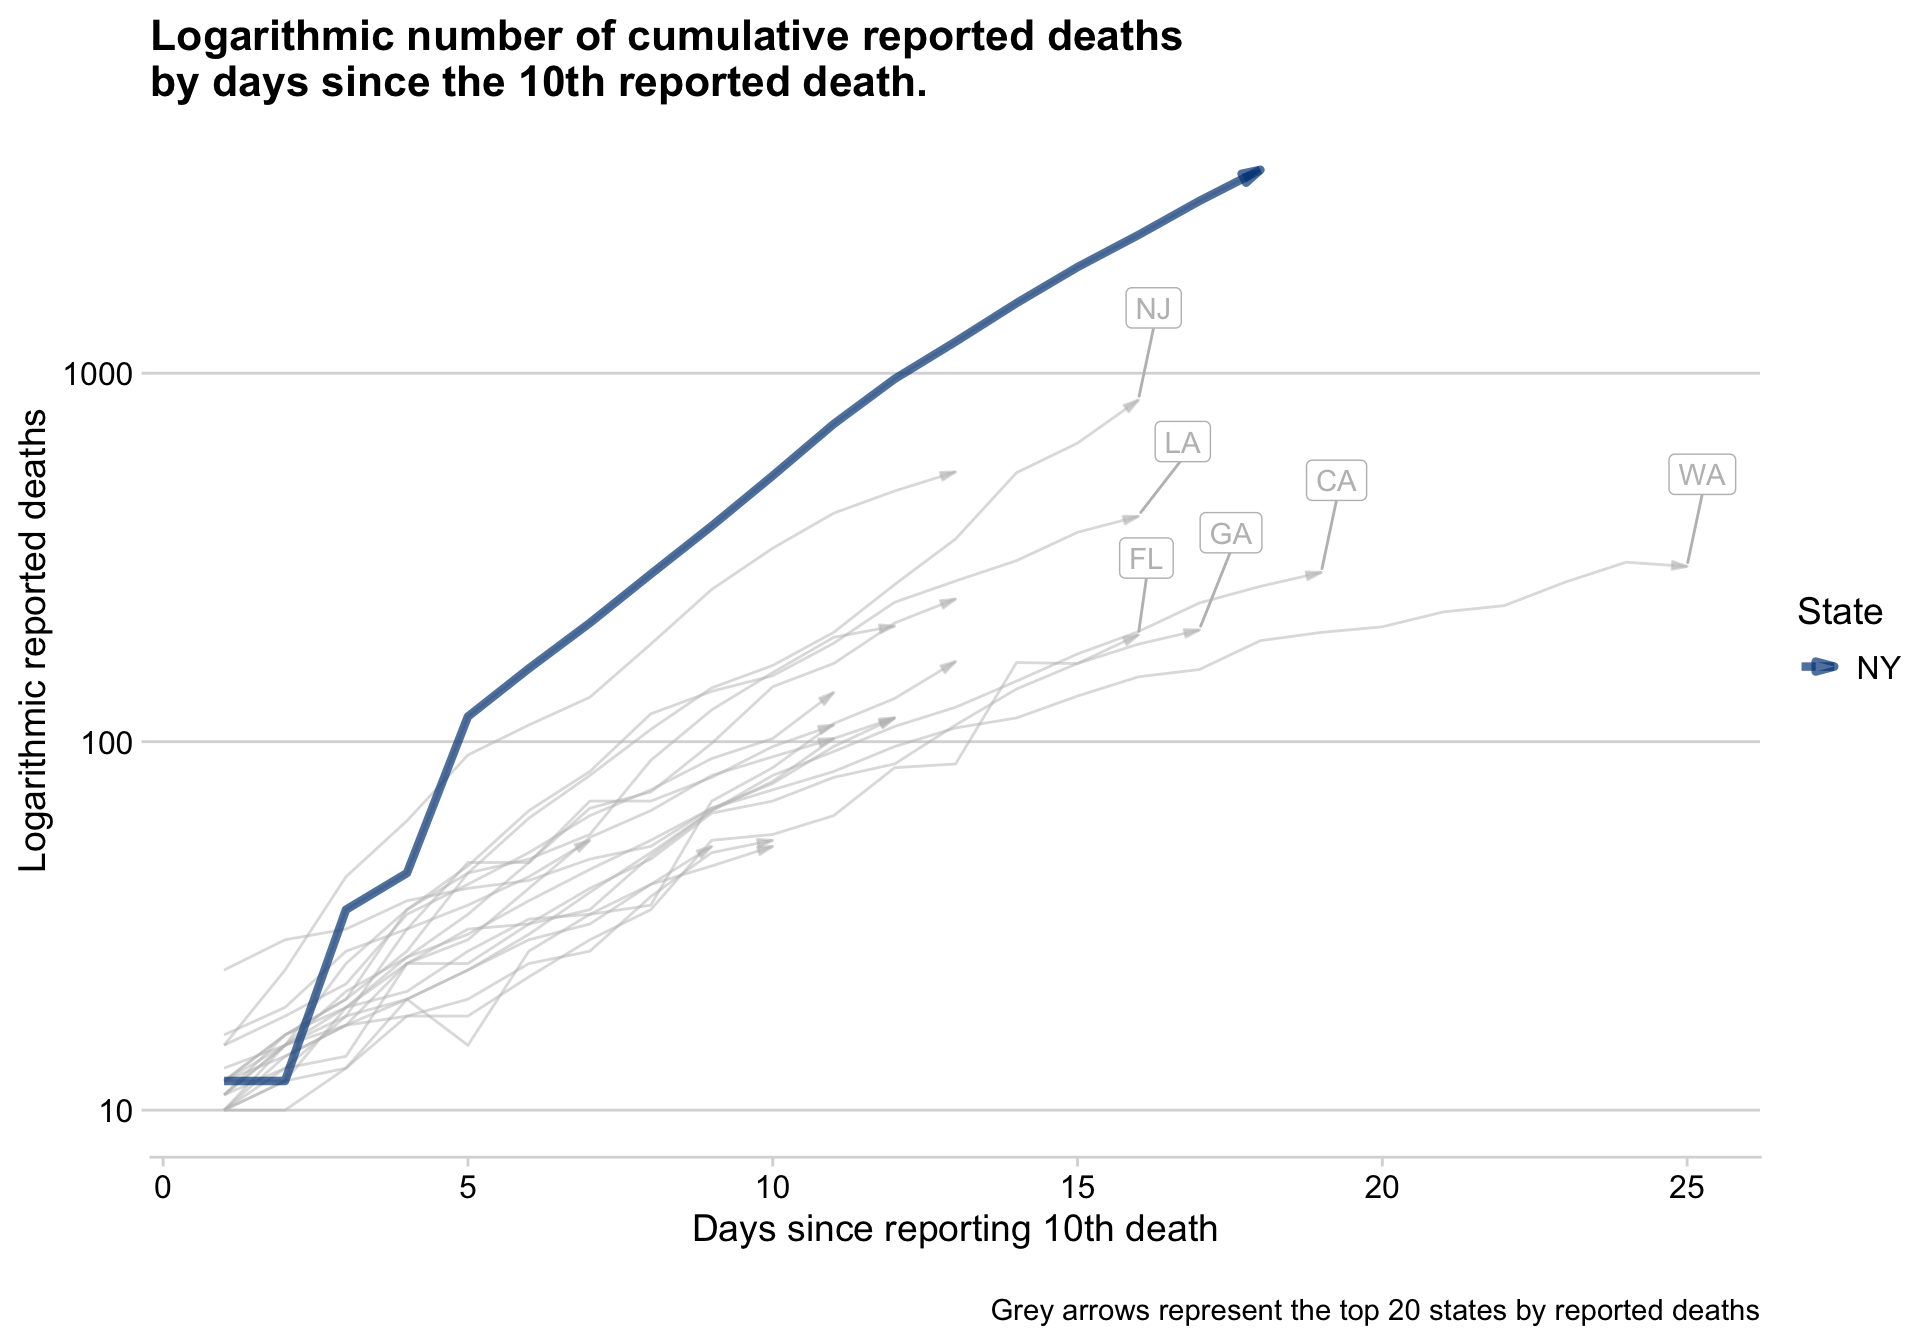 Logarithmic number of cumulative reported deaths
by days since the 10th reported death.
NJ
1000
LA
CA
WA
GA
FL
Logarithmic reported deaths
State
NY
100
10
0 5 10 15 20 25
Days since reporting 10th death
Grey arrows represent the top 20 states by reported deaths